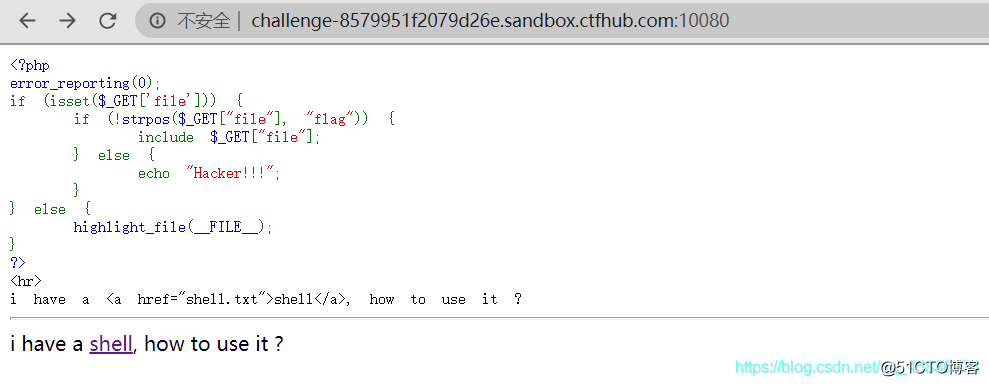 不安全 | challenge-8579951f2079d26e.sandbox.ctfhub.com:10080
<?php
error_reporting(0);
if (isset($_GET['file'])) {
if (!strpos($_GET["file"], "flag")) {
include $_GET["file"];
} else {
echo "Hacker!!!";
}
} else {
highlight_file(__FILE__);
}
?>
<hr>
i have a <a href="shell.txt">shell</a>, how to use it ?
i have a shell, how to use it ?
https://blog.csdn.net/
@51CTO博客